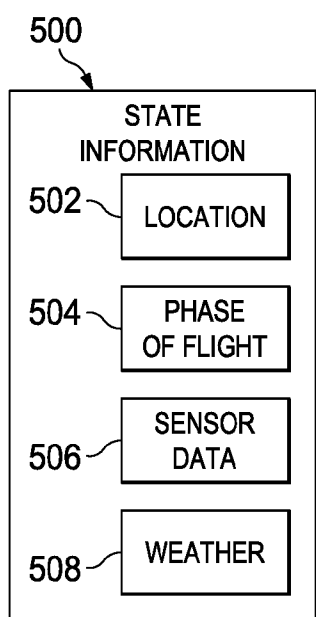 500
STATE
INFORMATION
502
LOCATION
504
PHASE
OF FLIGHT
506
SENSOR
DATA
508
WEATHER